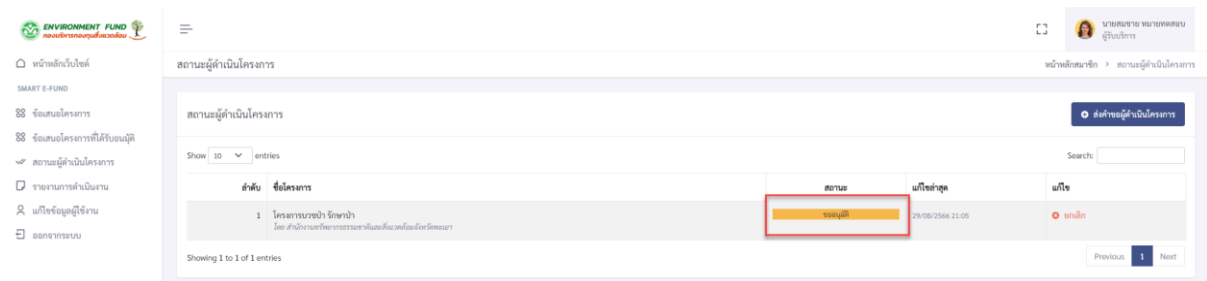 ENVIRONMENT FUND
กองบริหารกองทุนสิ่งแวดล้อม
นายสมชาย หมายทดสอบ
ผู้รับบริการ
หน้าหลักเว็บไซต์
SMART E-FUND
ข้อเสนอโครงการ
ข้อเสนอโครงการที่ได้รับอนุมัติ
สถานะผู้ดำเนินโครงการ
รายงานการดำเนินงาน
แก้ไขข้อมูลผู้ใช้งาน
ออกจากระบบ
สถานะผู้ดำเนินโครงการ
หน้าหลักสมาชิก > สถานะผู้ดำเนินโครงการ
สถานะผู้ดำเนินโครงการ
ส่งคำขอผู้ดำเนินโครงการ
Show 10 entries
Search:
ลำดับ ชื่อโครงการ สถานะ แก้ไขล่าสุด แก้ไข
1 โครงการบวชป่า รักษาป่า ขออนุมัติ 29/08/2566 21:05 ยกเลิก
โดย สำนักงานทรัพยากรธรรมชาติและสิ่งแวดล้อมจังหวัดพะเยา
Showing 1 to 1 of 1 entries
Previous 1 Next